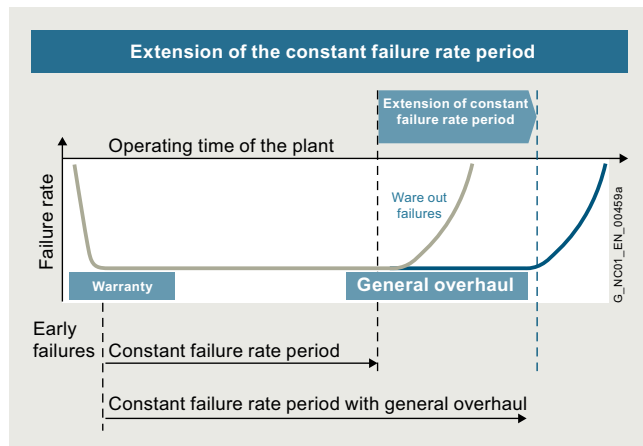 Extension of the constant failure rate period
Extension of constant
failure rate period
Operating time of the plant
Failure rate
Ware out
failures
G_NC01_EN_00459a
Warranty
General overhaul
Early
failures
Constant failure rate period
Constant failure rate period with general overhaul